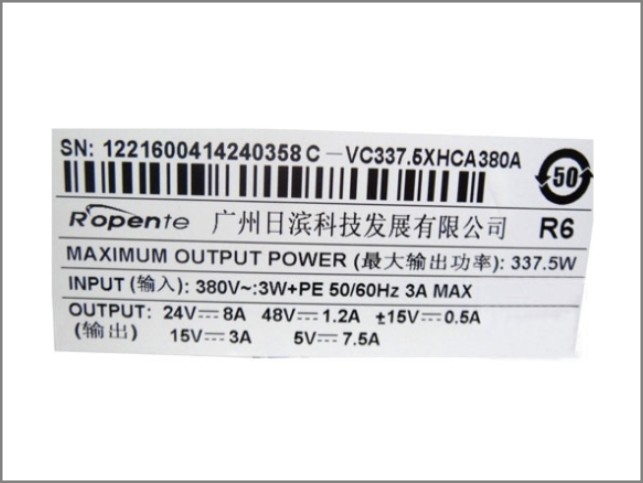 SN: 1221600414240358 C －VC337.5XHCA380A
50
Ropente 广州日滨科技发展有限公司 R6
MAXIMUM OUTPUT POWER (最大输出功率): 337.5W
INPUT (输入): 380V~:3W+PE 50/60Hz 3A MAX
OUTPUT: 24V⎓8A 48V⎓1.2A ±15V⎓0.5A
(输出) 15V⎓3A 5V⎓7.5A